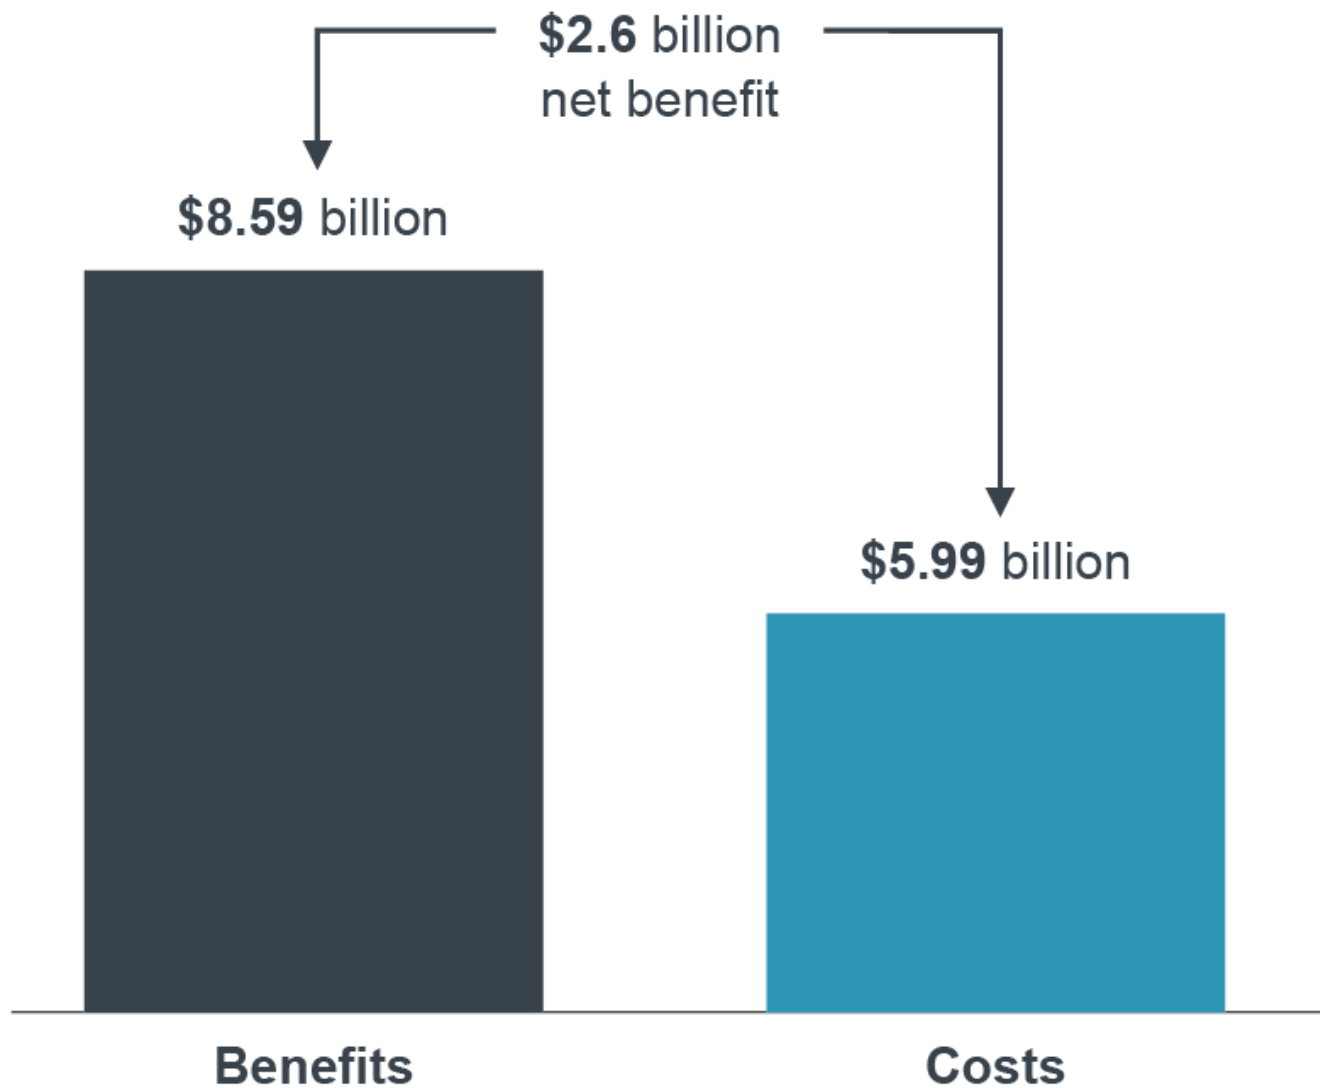 $2.6 billion
net benefit
$8.59 billion
$5.99 billion
Benefits
Costs